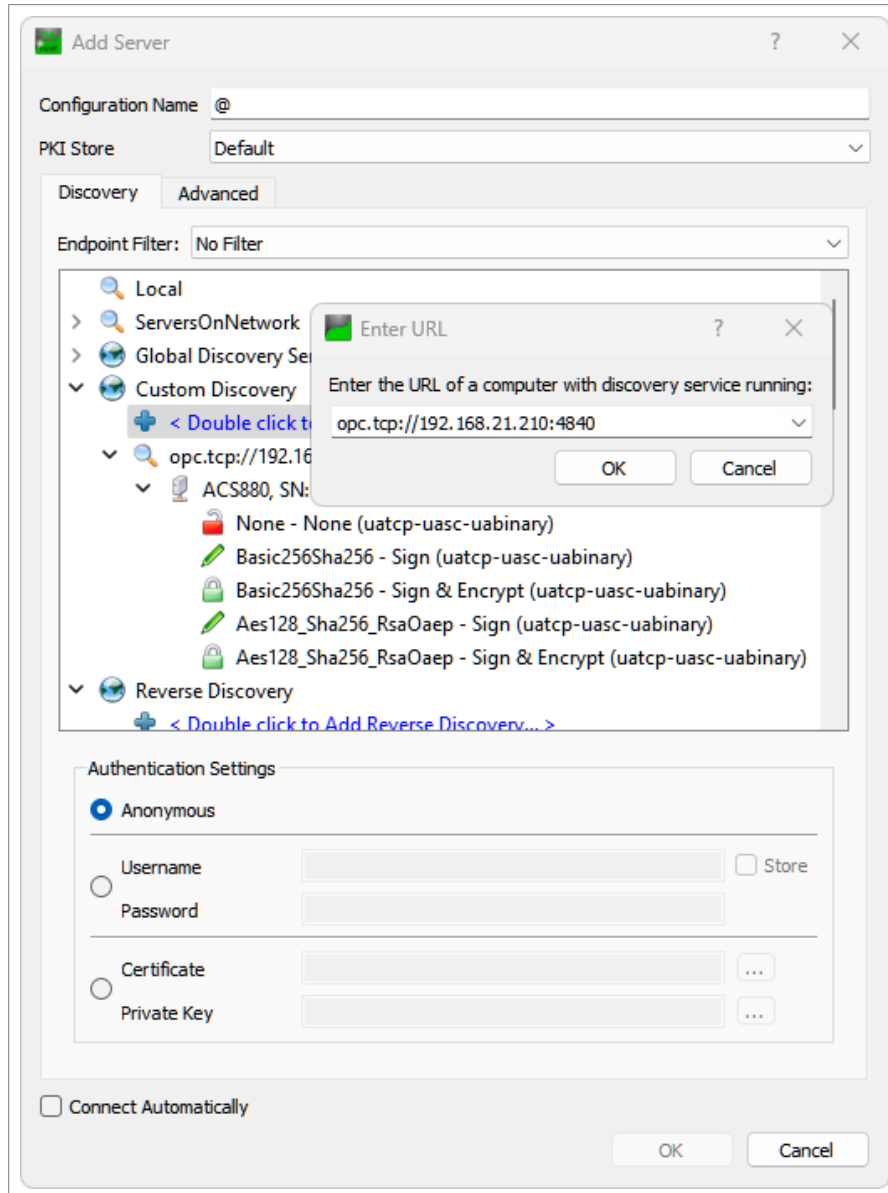 Add Server
?
Configuration Name @
PKI Store Default
Discovery Advanced
Endpoint Filter: No Filter
Local
ServersOnNetwork
Enter URL
?
Global Discovery Se
Enter the URL of a computer with discovery service running:
Custom Discovery
< Double click t
opc.tcp://192.168.21.210:4840
opc.tcp://192.16
OK Cancel
ACS880, SN:
None - None (uatcp-uasc-uabinary)
Basic256Sha256 - Sign (uatcp-uasc-uabinary)
Basic256Sha256 - Sign & Encrypt (uatcp-uasc-uabinary)
Aes128_Sha256_RsaOaep - Sign (uatcp-uasc-uabinary)
Aes128_Sha256_RsaOaep - Sign & Encrypt (uatcp-uasc-uabinary)
Reverse Discovery
< Double click to Add Reverse Discovery... >
Authentication Settings
Anonymous
Username
Store
Password
Certificate
...
Private Key
...
Connect Automatically
OK Cancel